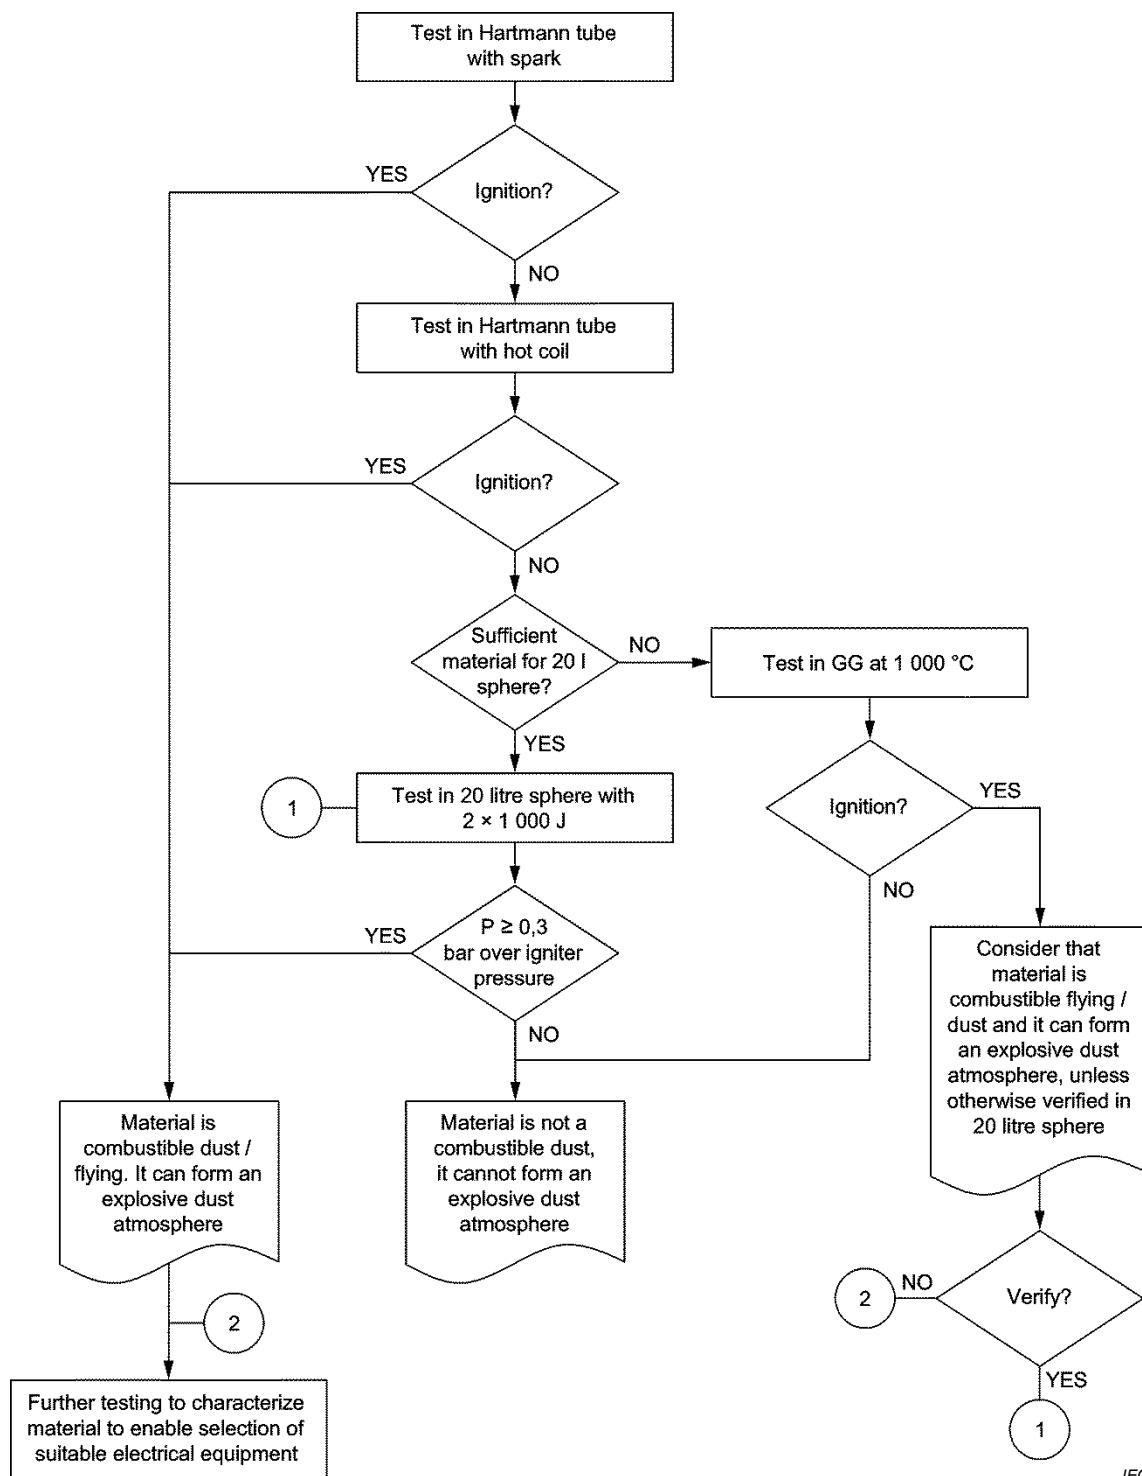 Test in Hartmann tube
with spark
YES
Ignition?
NO
Test in Hartmann tube
with hot coil
YES
Ignition?
NO
Sufficient
material for 20 l
sphere?
NO
Test in GG at 1 000 °C
YES
1
Test in 20 litre sphere with
2 × 1 000 J
Ignition?
YES
NO
YES
P ≥ 0,3
bar over igniter
pressure
NO
Consider that
material is
combustible flying /
dust and it can form
an explosive dust
atmosphere, unless
otherwise verified in
20 litre sphere
Material is
combustible dust /
flying. It can form an
explosive dust
atmosphere
Material is not a
combustible dust,
it cannot form an
explosive dust
atmosphere
2
NO
Verify?
YES
1
2
Further testing to characterize
material to enable selection of
suitable electrical equipment